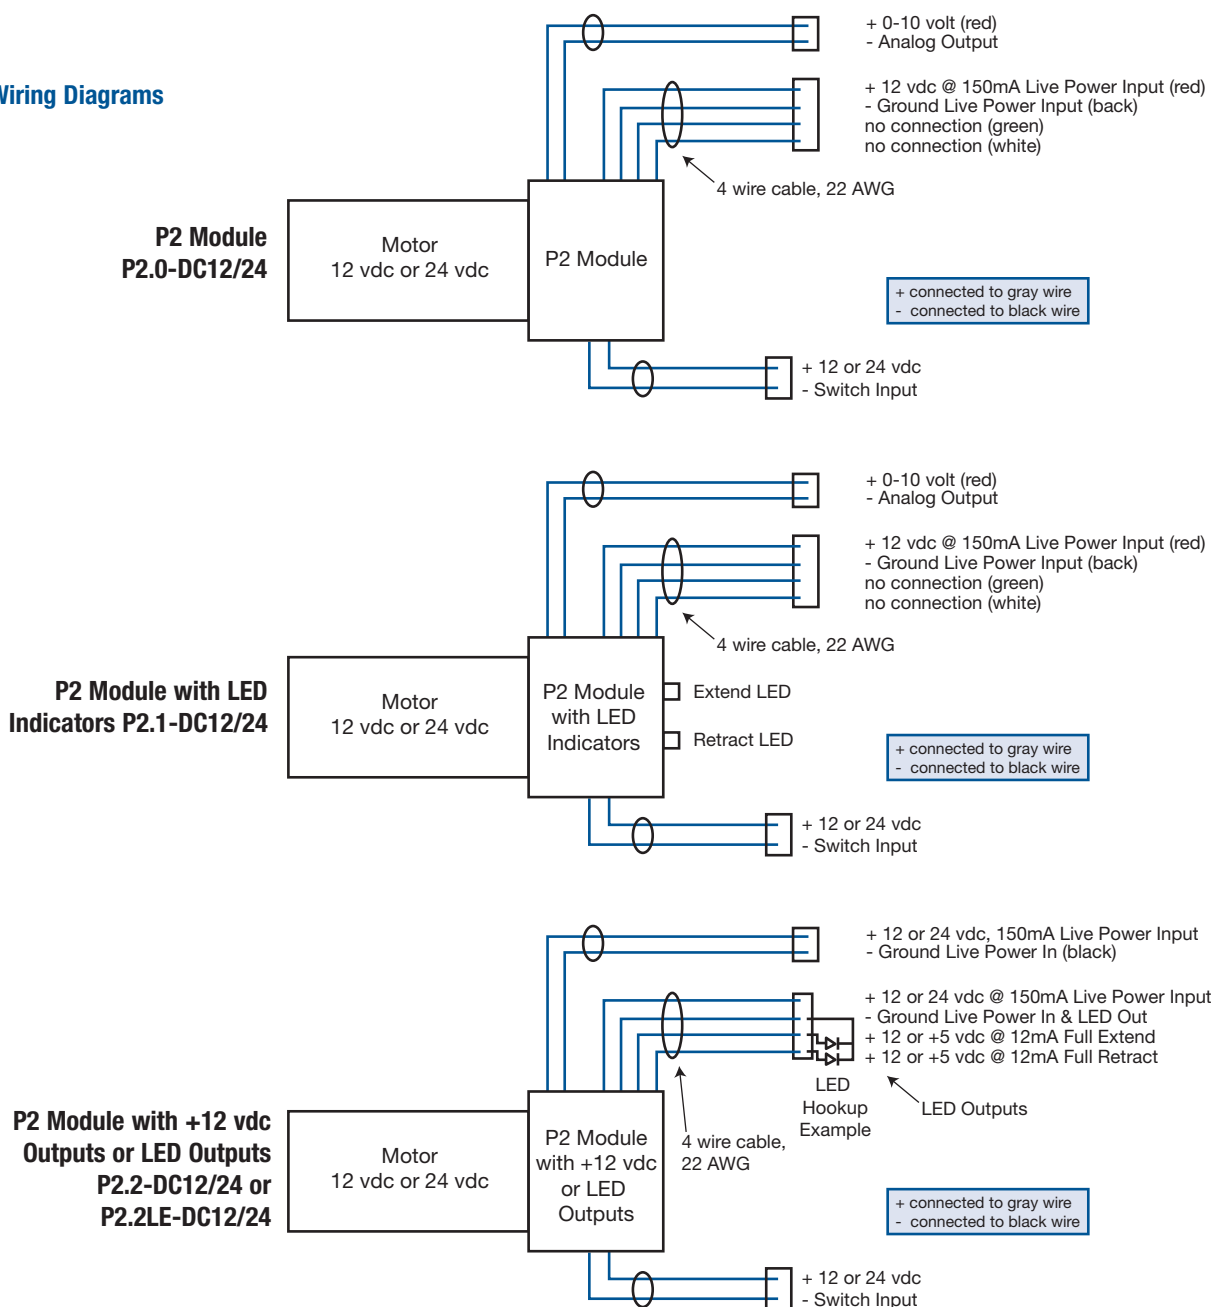 Wiring Diagrams
+ 0-10 volt (red)
- Analog Output
+ 12 vdc @ 150mA Live Power Input (red)
- Ground Live Power Input (back)
no connection (green)
no connection (white)
4 wire cable, 22 AWG
P2 Module
P2.0-DC12/24
Motor
12 vdc or 24 vdc
P2 Module
+ connected to gray wire
- connected to black wire
+ 12 or 24 vdc
- Switch Input
+ 0-10 volt (red)
- Analog Output
+ 12 vdc @ 150mA Live Power Input (red)
- Ground Live Power Input (back)
no connection (green)
no connection (white)
4 wire cable, 22 AWG
P2 Module with LED
Indicators P2.1-DC12/24
Motor
12 vdc or 24 vdc
P2 Module
with LED
Indicators
Extend LED
Retract LED
+ connected to gray wire
- connected to black wire
+ 12 or 24 vdc
- Switch Input
+ 12 or 24 vdc, 150mA Live Power Input
- Ground Live Power In (black)
+ 12 or 24 vdc @ 150mA Live Power Input
- Ground Live Power In & LED Out
+ 12 or +5 vdc @ 12mA Full Extend
+ 12 or +5 vdc @ 12mA Full Retract
LED
Hookup
Example
LED Outputs
4 wire cable,
22 AWG
P2 Module with +12 vdc
Outputs or LED Outputs
P2.2-DC12/24 or
P2.2LE-DC12/24
Motor
12 vdc or 24 vdc
P2 Module
with +12 vdc
or LED
Outputs
+ connected to gray wire
- connected to black wire
+ 12 or 24 vdc
- Switch Input